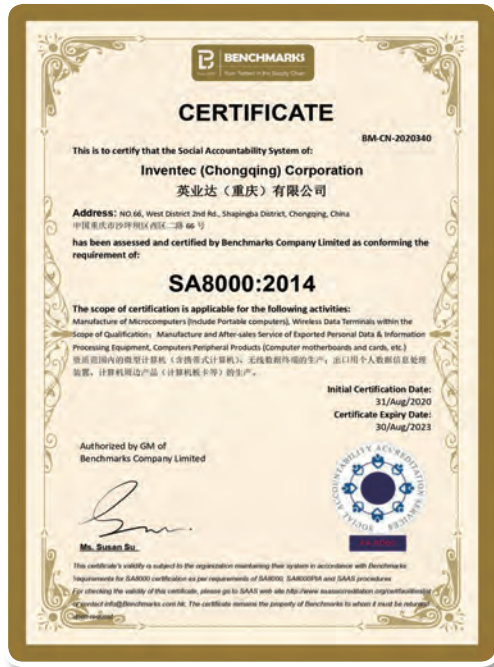 BENCHMARKS
Your Partner in the Supply Chain
CERTIFICATE
BM-CN-2020340
This is to certify that the Social Accountability System of:
Inventec (Chongqing) Corporation
英业达（重庆）有限公司
Address: NO.66, West District 2nd Rd., Shapingba District, Chongqing, China
中国重庆市沙坪坝区西区二路 66 号
has been assessed and certified by Benchmarks Company Limited as conforming the
requirement of:
SA8000:2014
The scope of certification is applicable for the following activities:
Manufacture of Microcomputers (Include Portable computers), Wireless Data Terminals within the
Scope of Qualification; Manufacture and After-sales Service of Exported Personal Data & Information
Processing Equipment, Computers Peripheral Products (Computer motherboards and cards, etc.)
资质范围内的微型计算机（含携带式计算机）、无线数据终端的生产；出口用个人数据信息处理
装置、计算机周边产品（计算机板卡等）的生产。
Initial Certification Date:
31/Aug/2020
Certificate Expiry Date:
30/Aug/2023
Authorized by GM of
Benchmarks Company Limited
SOCIAL ACCOUNTABILITY ACCREDITATION SERVICES
Ms. Susan Su
This certificate's validity is subject to the organization maintaining their system in accordance with Benchmarks
requirements for SA8000 certification as per requirements of SA8000, SA8000PIA and SAAS procedures
For checking the validity of this certificate, please go to SAAS web site http://www.saasaccreditation.org/certfacilitieslist
or contact info@Benchmarks.com.hk. The certificate remains the property of Benchmarks to whom it must be returned
upon request